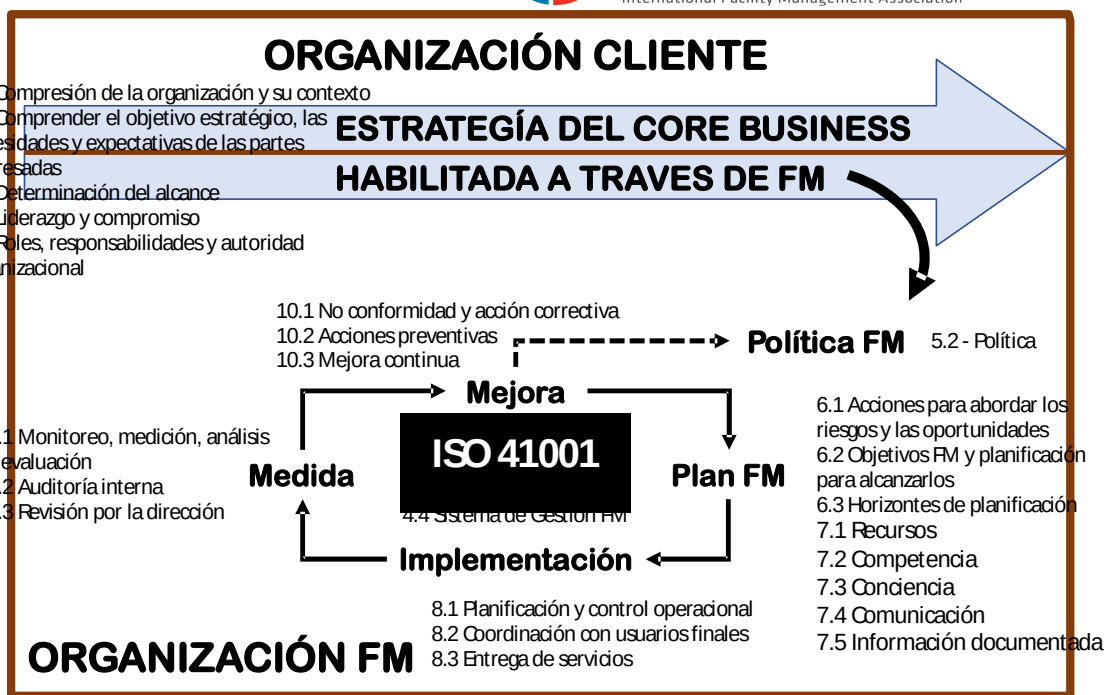 International Facility Management Association
ORGANIZACIÓN CLIENTE
Compresión de la organización y su contexto
Comprender el objetivo estratégico, las
esidades y expectativas de las partes
resadas
Determinación del alcance
Liderazgo y compromiso
Roles, responsabilidades y autoridad
anizacional
ESTRATEGÍA DEL CORE BUSINESS
HABILITADA A TRAVES DE FM
10.1 No conformidad y acción correctiva
10.2 Acciones preventivas
10.3 Mejora continua
Política FM
5.2 - Política
Mejora
.1 Monitoreo, medición, análisis
evaluación
.2 Auditoría interna
.3 Revisión por la dirección
Medida
ISO 41001
4.4 Sistema de Gestión FM
Plan FM
6.1 Acciones para abordar los
riesgos y las oportunidades
6.2 Objetivos FM y planificación
para alcanzarlos
6.3 Horizontes de planificación
7.1 Recursos
7.2 Competencia
7.3 Conciencia
7.4 Comunicación
7.5 Información documentada
Implementación
8.1 Planificación y control operacional
8.2 Coordinación con usuarios finales
8.3 Entrega de servicios
ORGANIZACIÓN FM